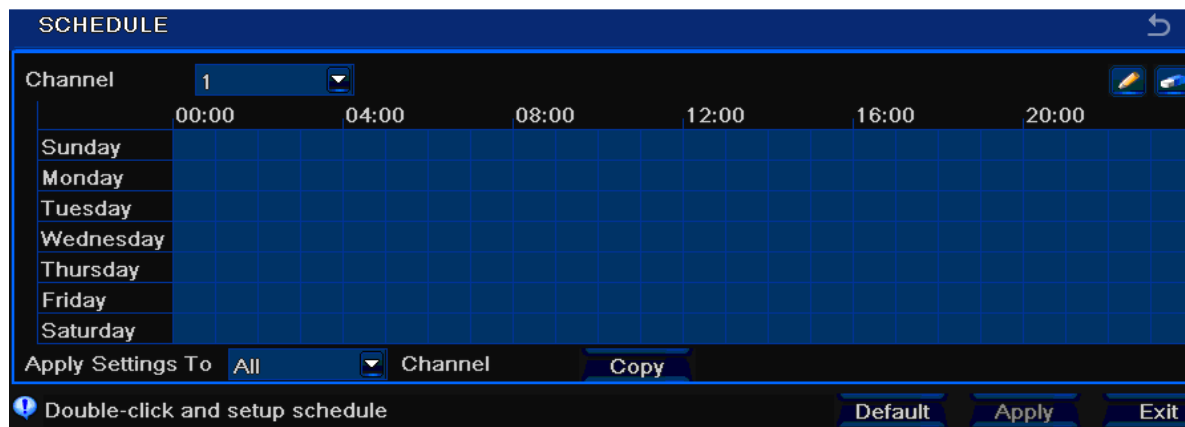 SCHEDULE
Channel 1
00:00 04:00 08:00 12:00 16:00 20:00
Sunday
Monday
Tuesday
Wednesday
Thursday
Friday
Saturday
Apply Settings To All Channel Copy
Double-click and setup schedule Default Apply Exit